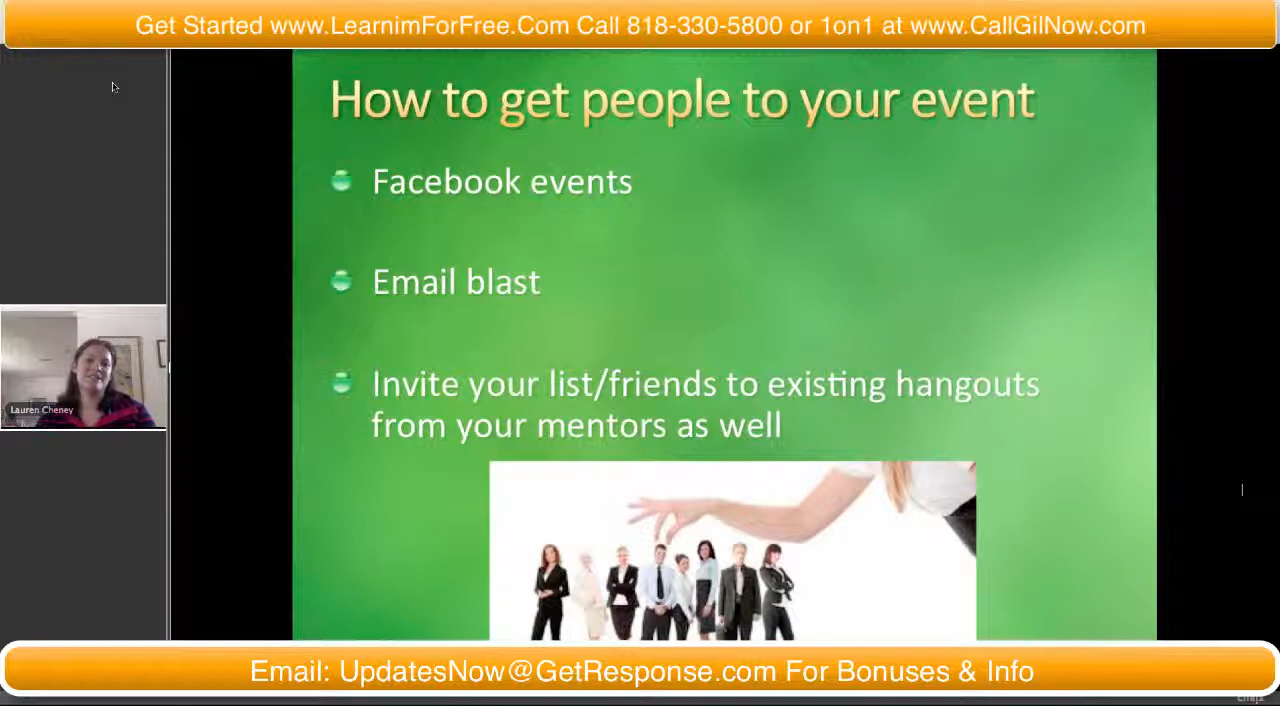 Get Started www.LearnimForFree.Com Call 818-330-5800 or 1on1 at www.CallGilNow.com
How to get people to your event
Facebook events
Email blast
Invite your list/friends to existing hangouts
from your mentors as well
Lauren Cheney
Email: UpdatesNow@GetResponse.com For Bonuses & Info
CITRIX